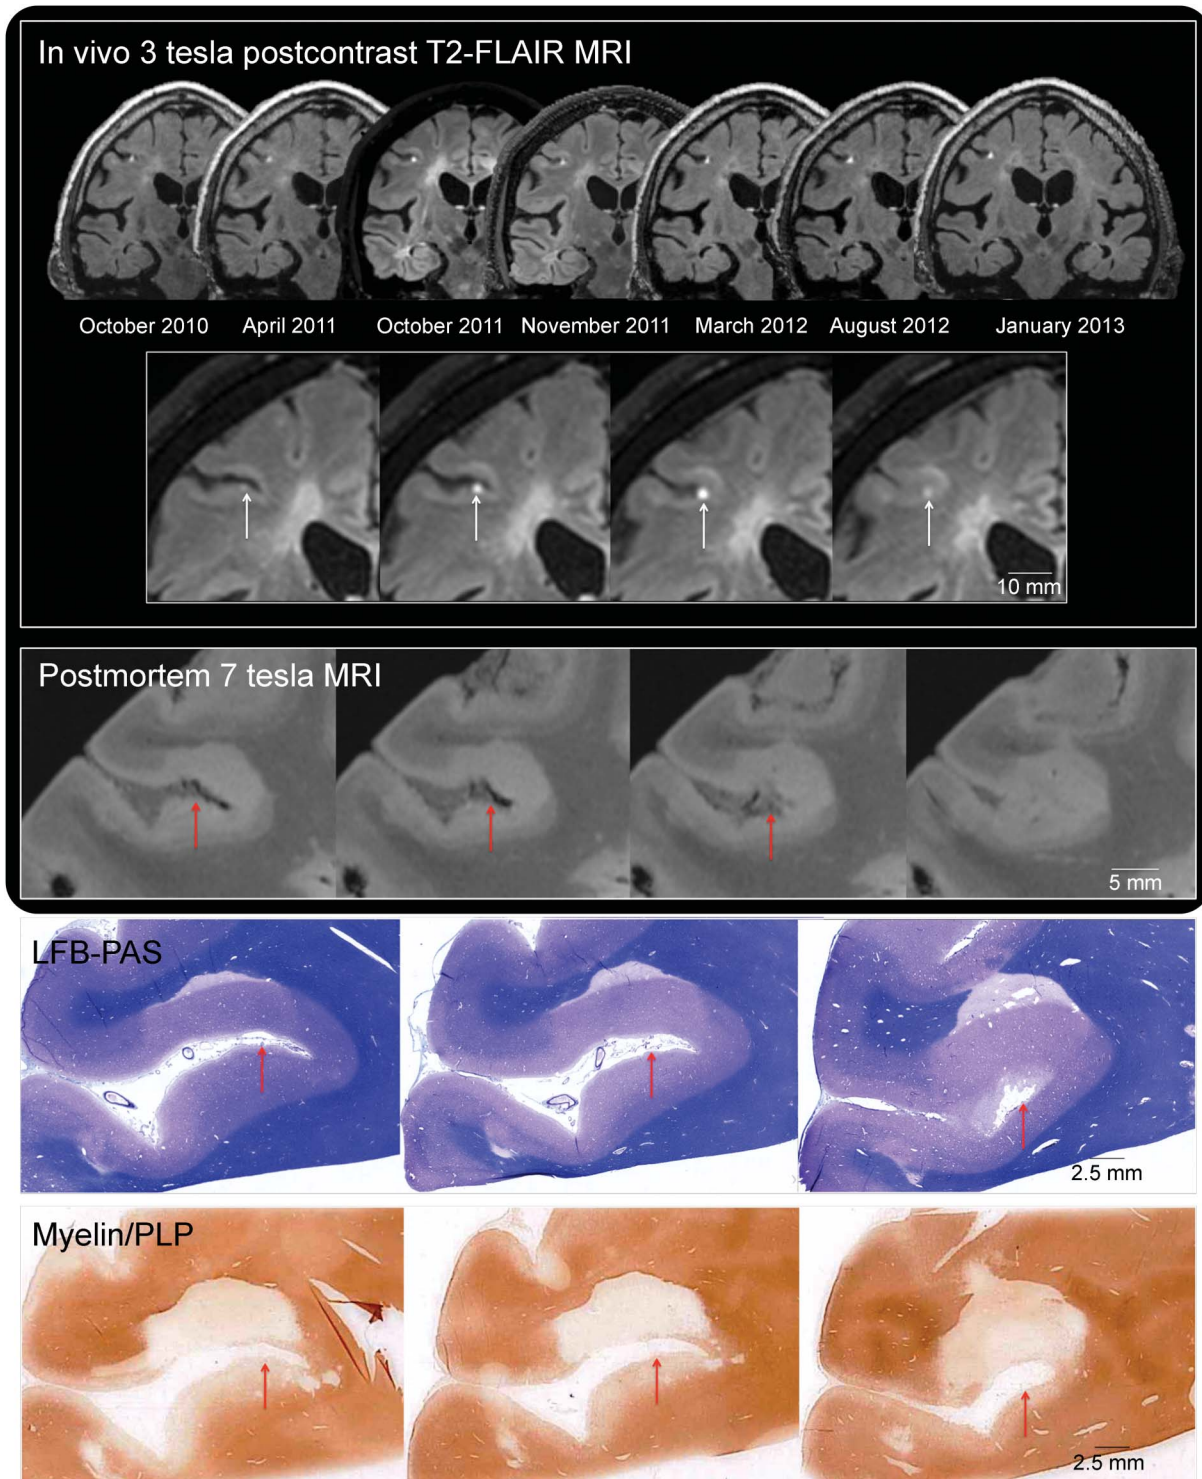 In vivo 3 tesla postcontrast T2-FLAIR MRI
October 2010 April 2011 October 2011 November 2011 March 2012 August 2012 January 2013
10 mm
Postmortem 7 tesla MRI
5 mm
LFB-PAS
2.5 mm
Myelin/PLP
2.5 mm